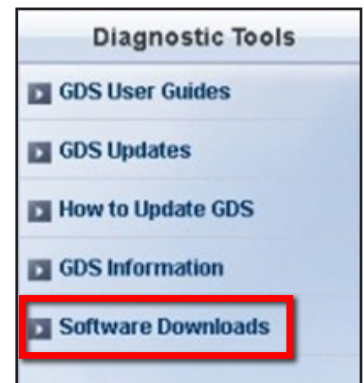 Diagnostic Tools
GDS User Guides
GDS Updates
How to Update GDS
GDS Information
Software Downloads